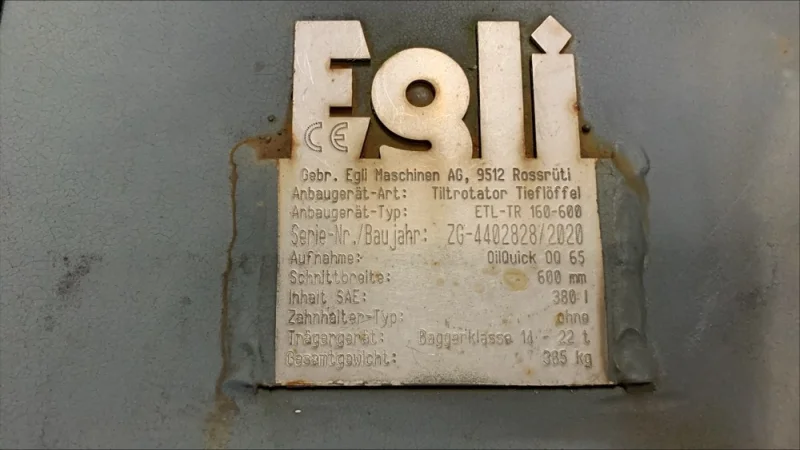 Egli
CE
Gebr. Egli Maschinen AG, 9512 Rossrüti
Anbaugerät-Art: Tiltrotator Tieflöffel
Anbaugerät-Typ: ETL-TR 160-600
Serie-Nr./Baujahr: ZG-4402828/2020
Aufnahme: OilQuick OQ 65
Schnittbreite: 600 mm
Inhalt SAE: 380 l
Zahnhalter-Typ: ohne
Trägergerät: Baggerklasse 14 - 22 t
Gesamtgewicht: 385 kg